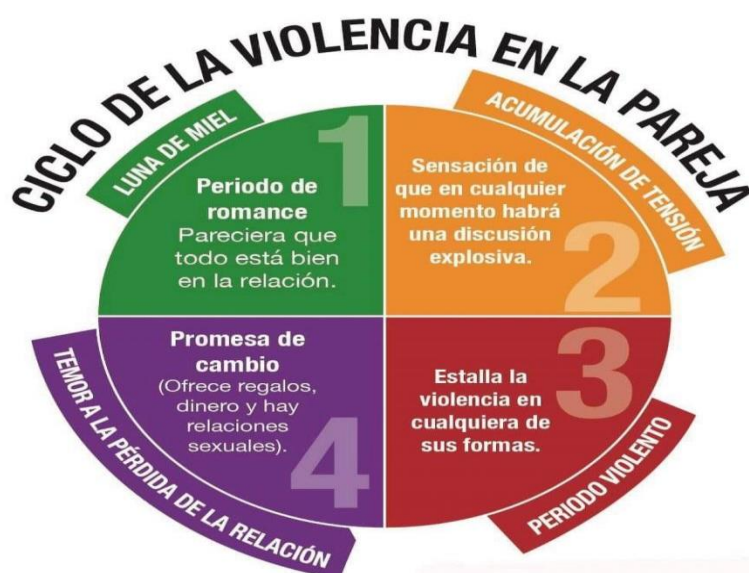 CICLO DE LA VIOLENCIA EN LA PAREJA
LUNA DE MIEL
1
Periodo de
romance
Pareciera que
todo está bien
en la relación.
ACUMULACIÓN DE TENSIÓN
Sensación de
que en cualquier
momento habrá
una discusión
explosiva.
2
3
Estalla la
violencia en
cualquiera de
sus formas.
PERIODO VIOLENTO
Promesa de
cambio
(Ofrece regalos,
dinero y hay
relaciones
sexuales).
4
TEMOR A LA PÉRDIDA DE LA RELACIÓN